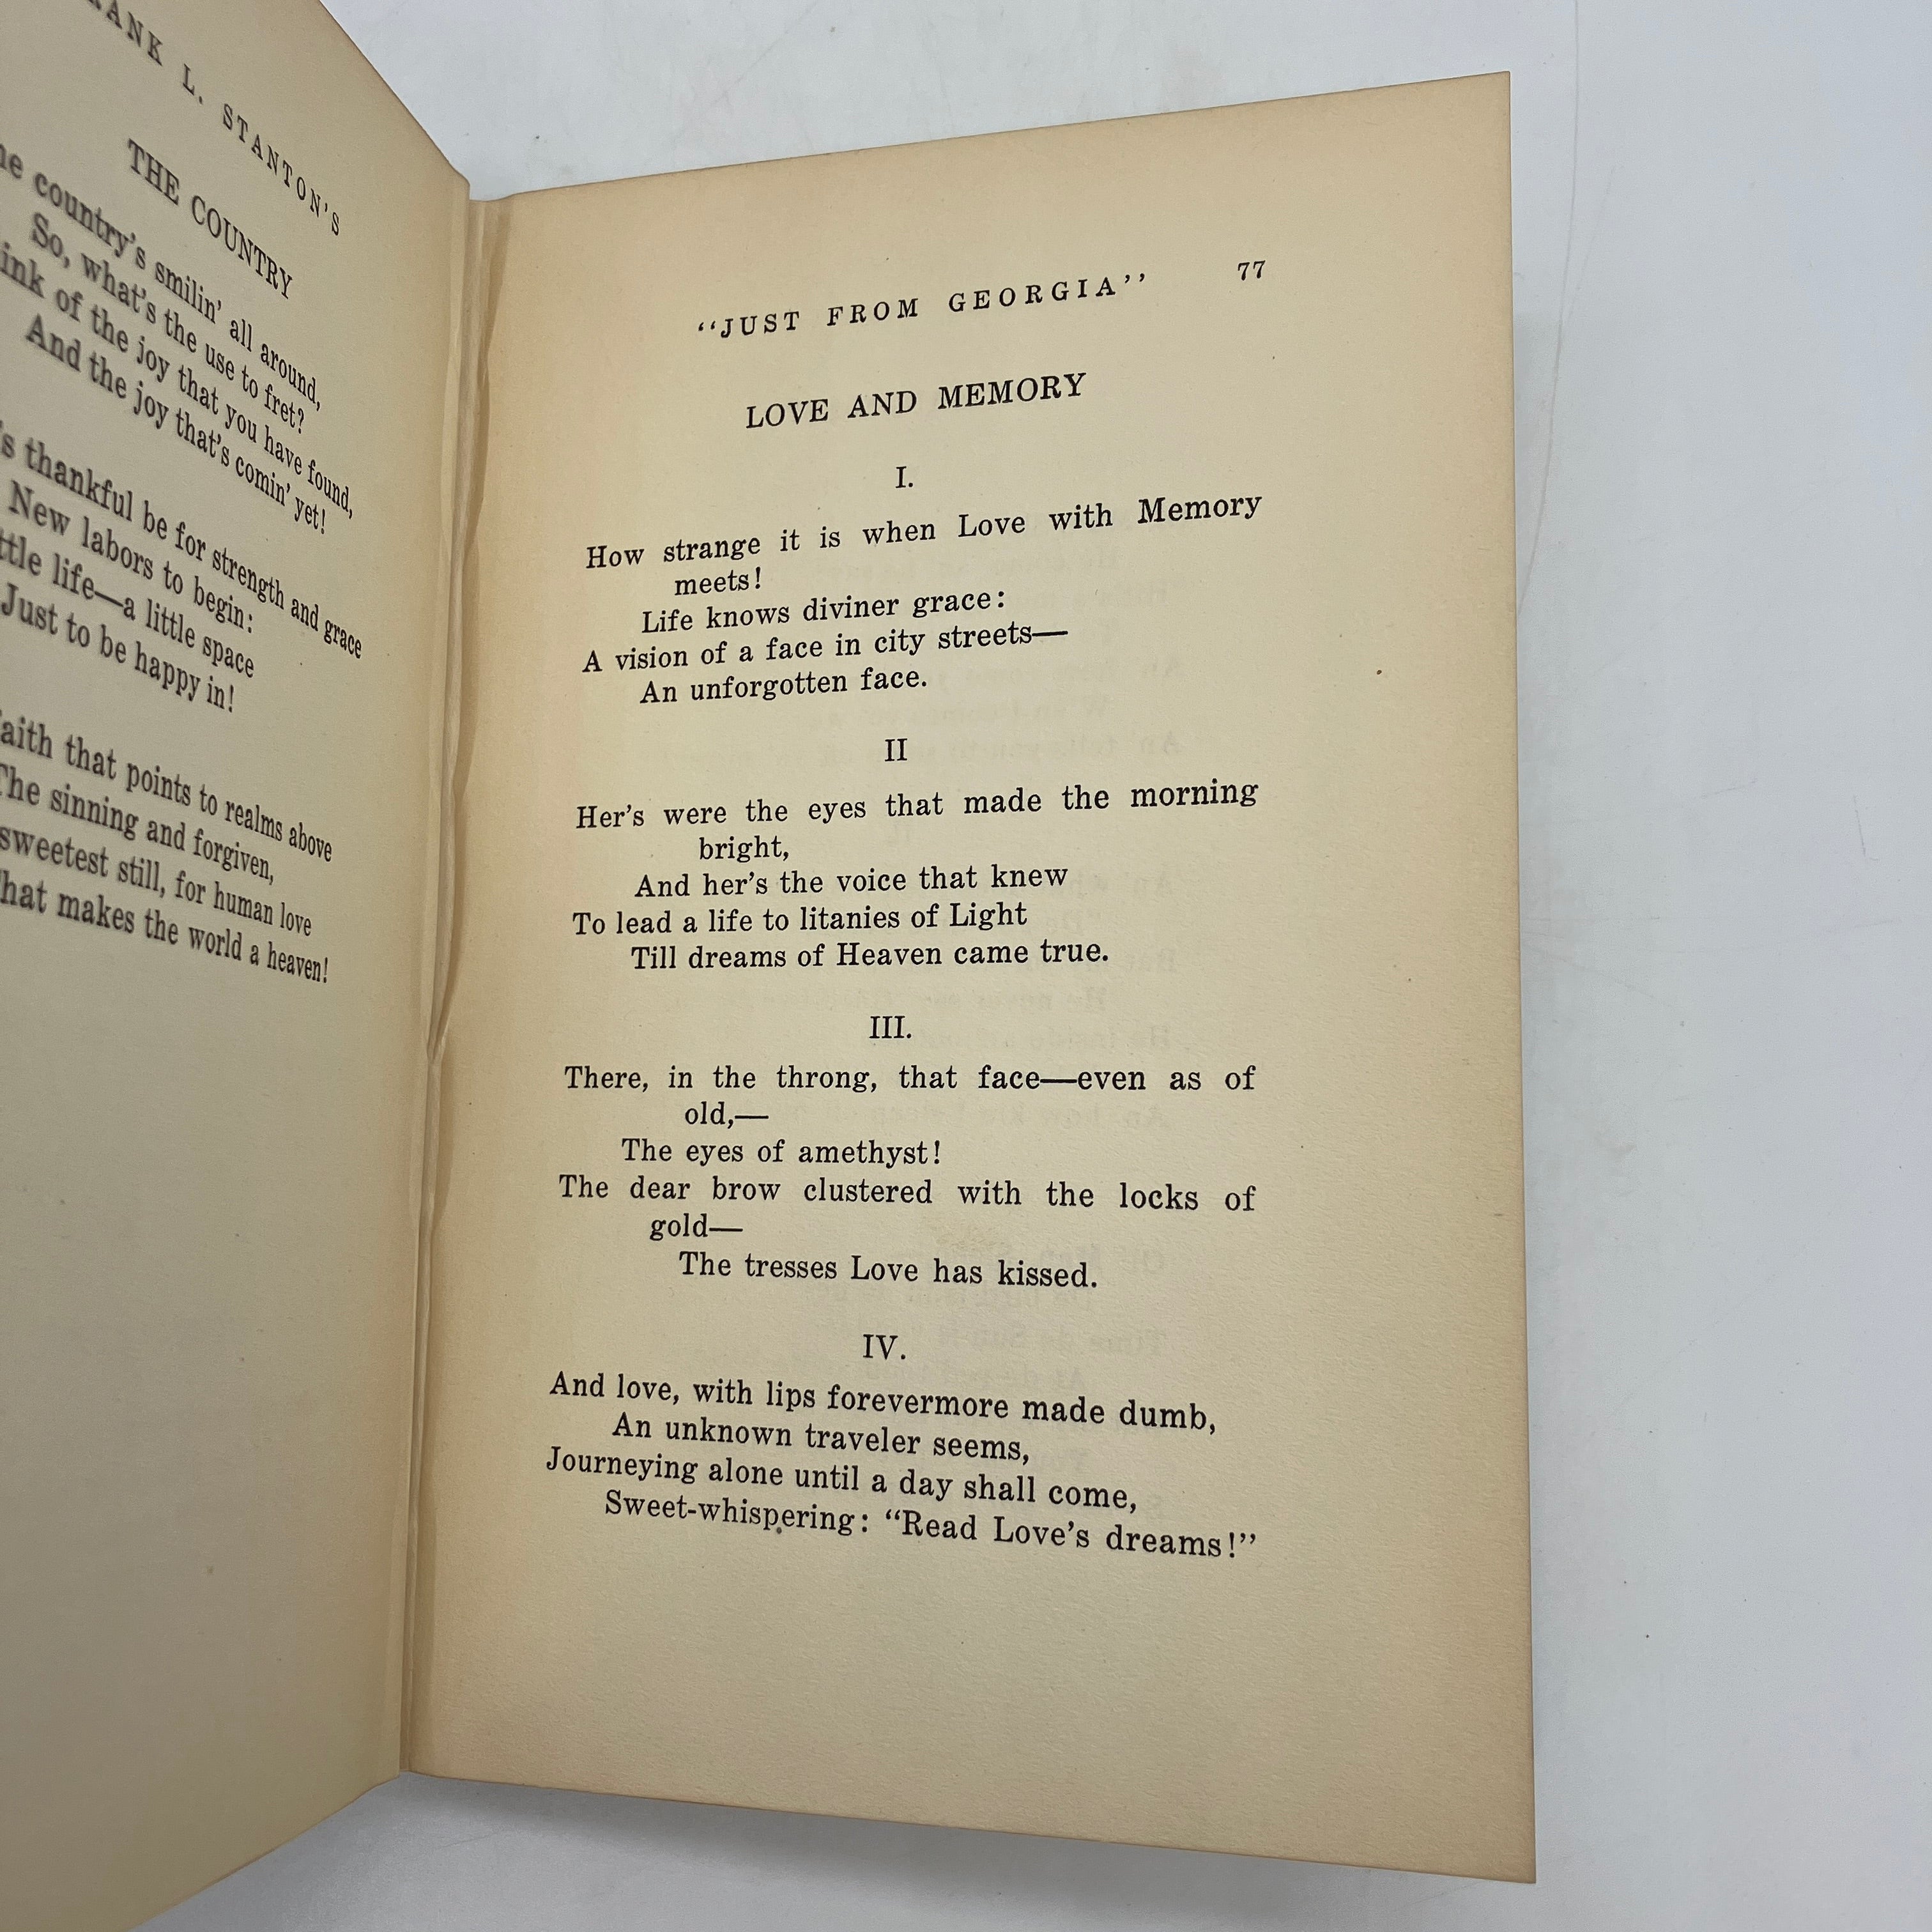 L. STANTON'S
THE COUNTRY
country's smilin' all around,
So, what's the use to fret?
of the joy that you have found,
And the joy that's comin' yet!
thankful be for strength and grace
New labors to begin:
life—a little space
Just to be happy in!
that points to realms above
The sinning and forgiven,
sweetest still, for human love
makes the world a heaven!
"JUST FROM GEORGIA" 77
LOVE AND MEMORY
I.
How strange it is when Love with Memory
meets!
Life knows diviner grace:
A vision of a face in city streets—
An unforgotten face.
II
Her's were the eyes that made the morning
bright,
And her's the voice that knew
To lead a life to litanies of Light
Till dreams of Heaven came true.
III.
There, in the throng, that face—even as of
old,—
The eyes of amethyst!
The dear brow clustered with the locks of
gold—
The tresses Love has kissed.
IV.
And love, with lips forevermore made dumb,
An unknown traveler seems,
Journeying alone until a day shall come,
Sweet-whispering: "Read Love's dreams!"